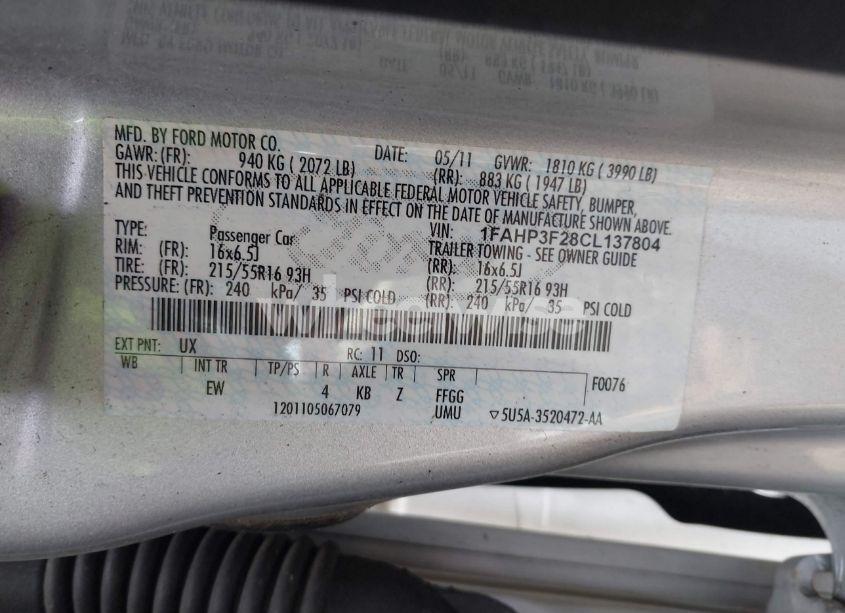 MFD. BY FORD MOTOR CO.
DATE: 05/11 GVWR: 1810 KG ( 3990 LB)
GAWR: (FR): 940 KG ( 2072 LB) (RR): 883 KG ( 1947 LB)
THIS VEHICLE CONFORMS TO ALL APPLICABLE FEDERAL MOTOR VEHICLE SAFETY, BUMPER,
AND THEFT PREVENTION STANDARDS IN EFFECT ON THE DATE OF MANUFACTURE SHOWN ABOVE.
TYPE: Passenger Car VIN: 1FAHP3F28CL137804
TRAILER TOWING - SEE OWNER GUIDE
RIM: (FR): 16x6.5J (RR): 16x6.5J
TIRE: (FR): 215/55R16 93H (RR): 215/55R16 93H
PRESSURE: (FR): 240 kPa/ 35 PSI COLD (RR): 240 kPa/ 35 PSI COLD
EXT PNT: UX RC: 11 DSO:
WB INT TR TP/PS R AXLE TR SPR F0076
EW 4 KB Z FFGG
1201105067079 UMU ▽5U5A-3520472-AA